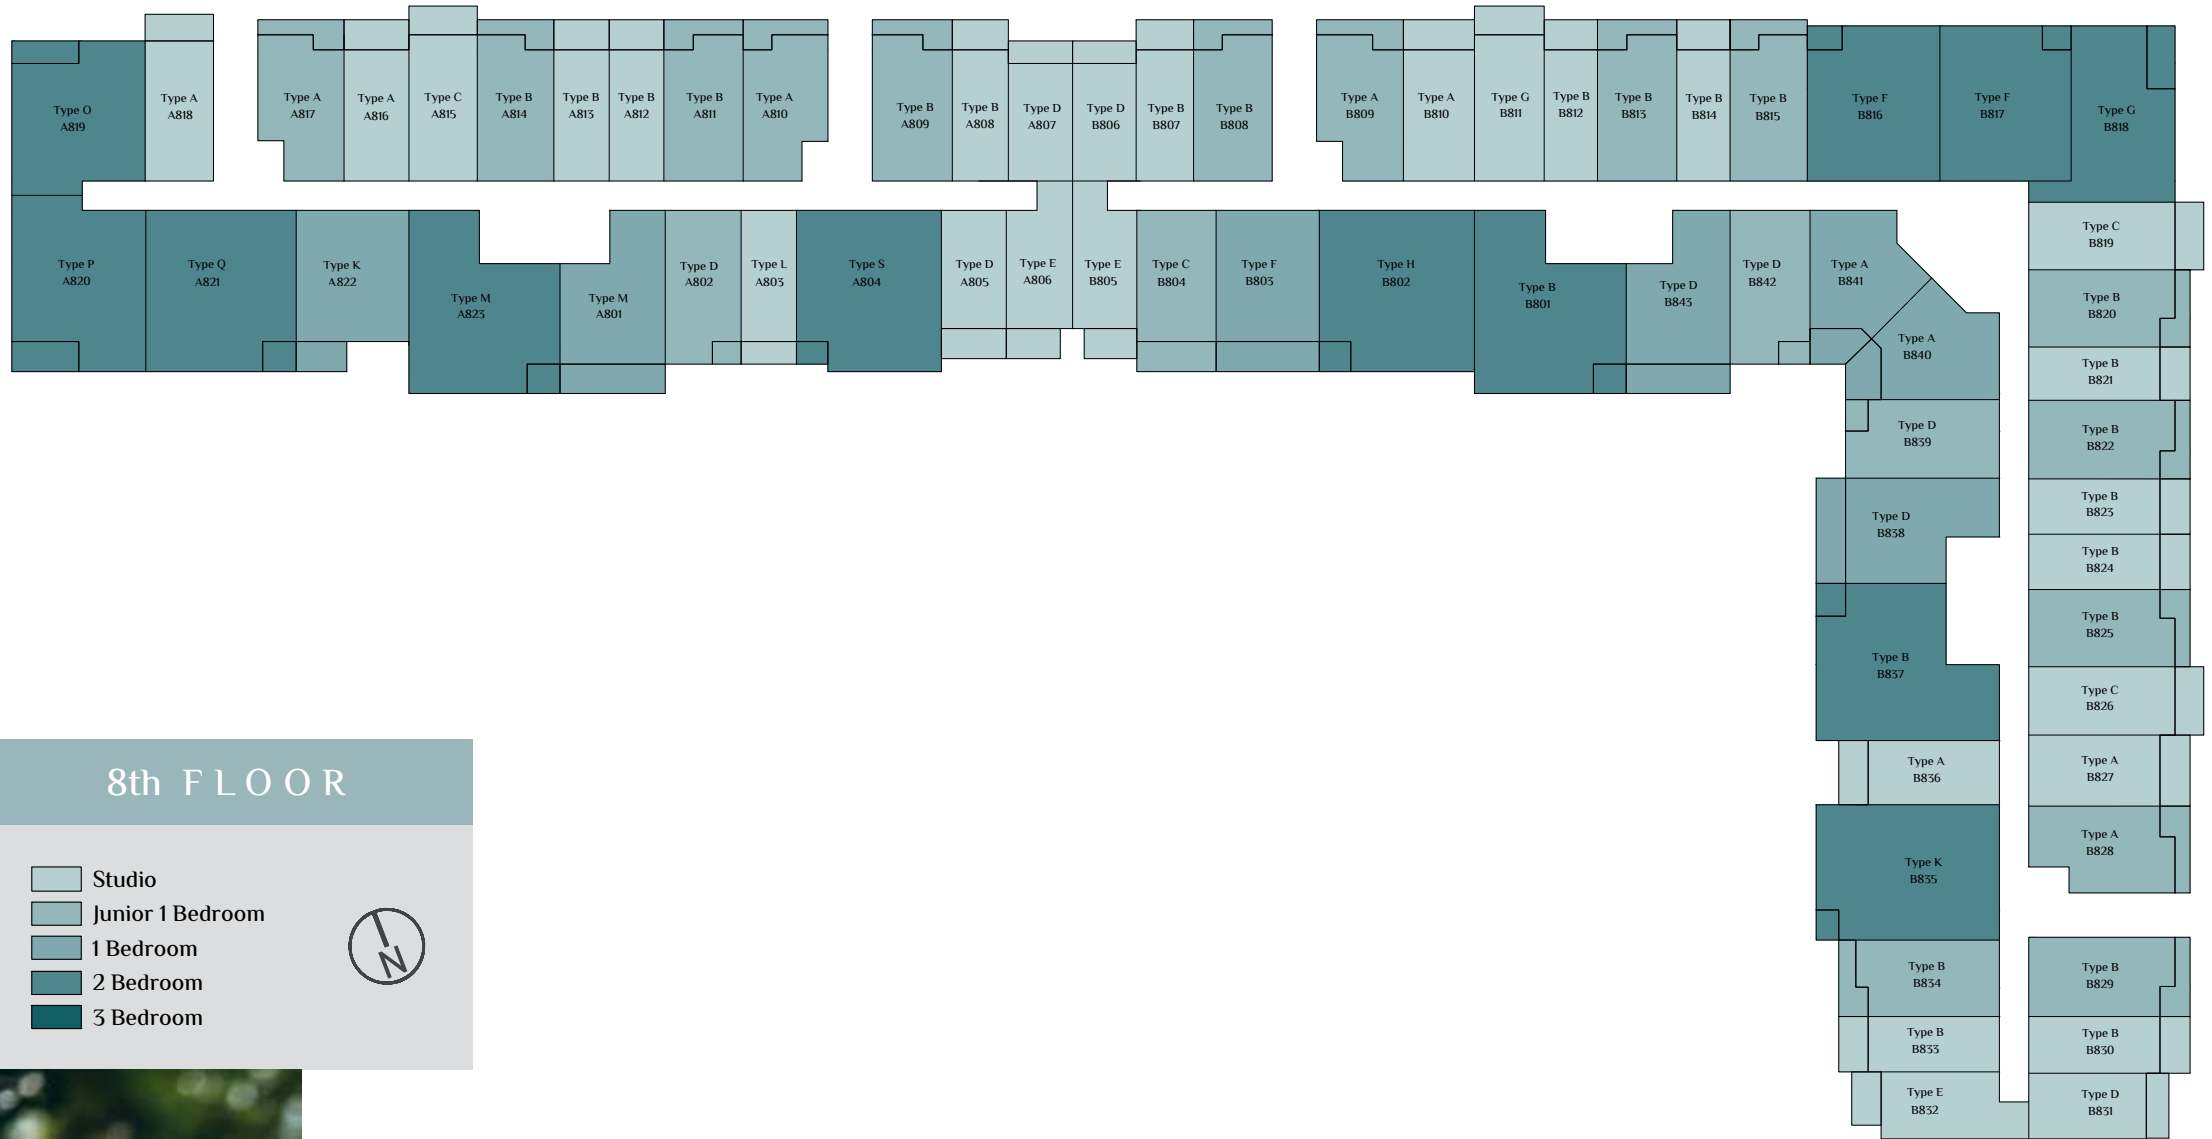 Type O
A819
Type A
A818
Type A
A817
Type A
A816
Type C
A815
Type B
A814
Type B
A813
Type B
A812
Type B
A811
Type A
A810
Type B
A809
Type B
A808
Type D
A807
Type D
B806
Type B
B807
Type B
B808
Type A
B809
Type A
B810
Type G
B811
Type B
B812
Type B
B813
Type B
B814
Type B
B815
Type F
B816
Type F
B817
Type G
B818
Type P
A820
Type Q
A821
Type K
A822
Type M
A823
Type M
A801
Type D
A802
Type L
A803
Type S
A804
Type D
A805
Type E
A806
Type E
B805
Type C
B804
Type F
B803
Type H
B802
Type B
B801
Type D
B843
Type D
B842
Type A
B841
Type A
B840
Type D
B839
Type D
B838
Type B
B837
Type A
B836
Type K
B835
Type B
B834
Type B
B833
Type E
B832
Type C
B819
Type B
B820
Type B
B821
Type B
B822
Type B
B823
Type B
B824
Type B
B825
Type C
B826
Type A
B827
Type A
B828
Type B
B829
Type B
B830
Type D
B831
8th FLOOR
Studio
Junior 1 Bedroom
1 Bedroom
2 Bedroom
3 Bedroom
N